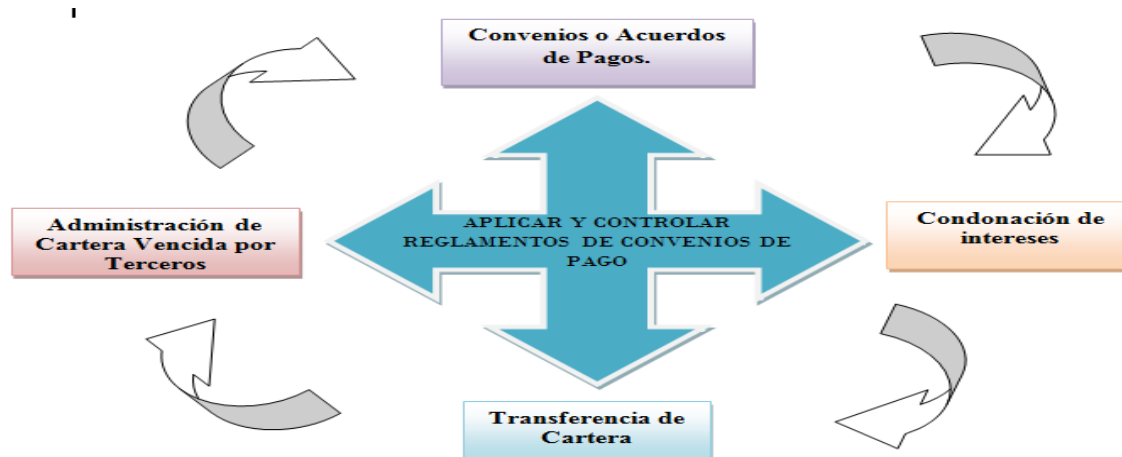 Convenios o Acuerdos
de Pagos.
Administración de
Cartera Vencida por
Terceros
APLICAR Y CONTROLAR
REGLAMENTOS DE CONVENIOS DE
PAGO
Condonación de
intereses
Transferencia de
Cartera